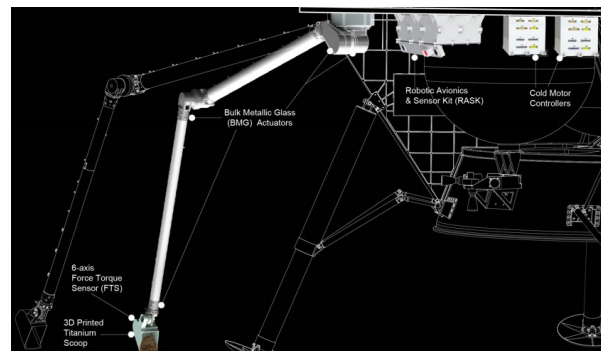 Robotic Avionics
& Sensor Kit (RASK)
Cold Motor
Controllers
Bulk Metallic Glass
(BMG) Actuators
6-axis
Force Torque
Sensor (FTS)
3D Printed
Titanium
Scoop